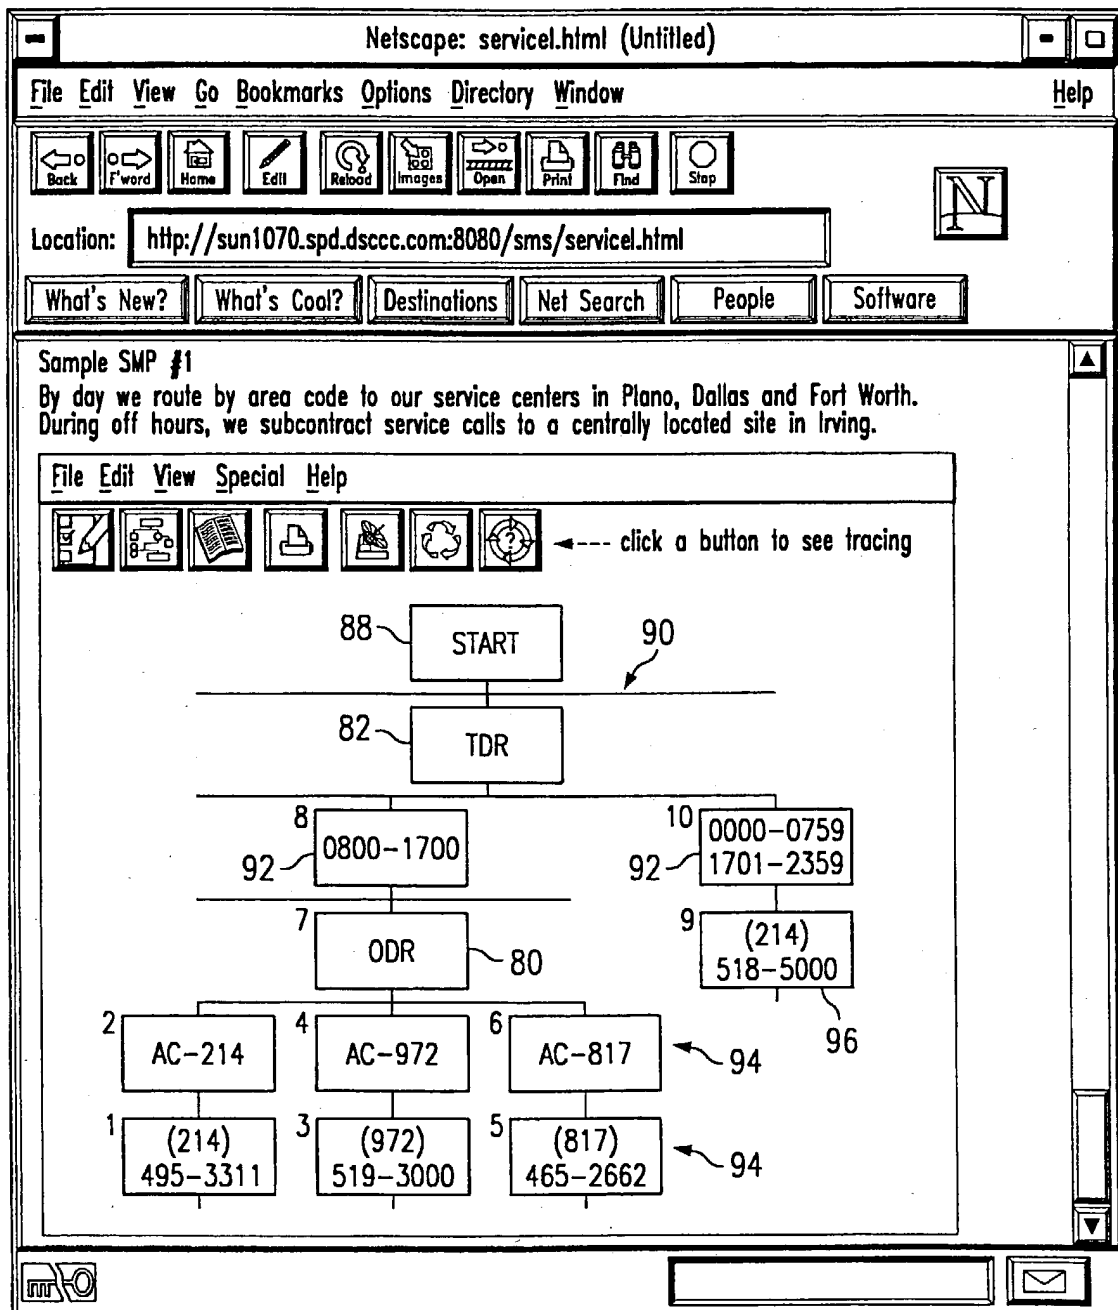 Netscape: servicel.html (Untitled)
File Edit View Go Bookmarks Options Directory Window Help
Back F'word Home Edit Reload Images Open Print Find Stop
N
Location: http://sun1070.spd.dsccc.com:8080/sms/servicel.html
What's New? What's Cool? Destinations Net Search People Software
Sample SMP #1
By day we route by area code to our service centers in Plano, Dallas and Fort Worth.
During off hours, we subcontract service calls to a centrally located site in Irving.
File Edit View Special Help
? click a button to see tracing
88 START 90
82 TDR
8 10
0800-1700 0000-0759
92 92 1701-2359
7 9
ODR 80 (214)
518-5000
96
2 4 6
AC-214 AC-972 AC-817 94
1 3 5
(214) (972) (817) 94
495-3311 519-3000 465-2662